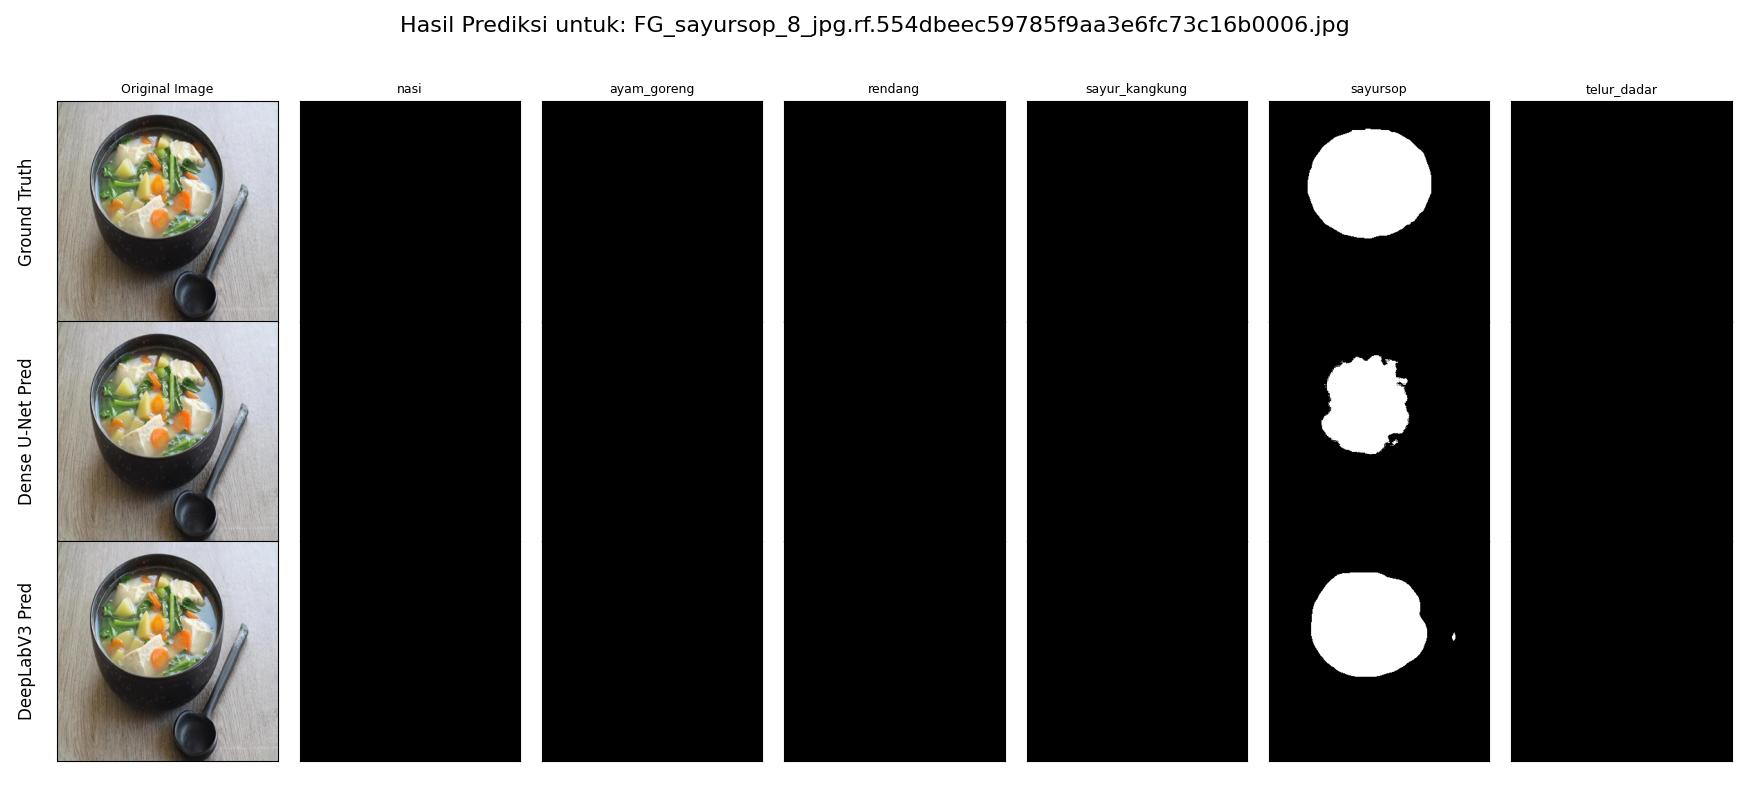 Hasil Prediksi untuk: FG_sayursop_8_jpg.rf.554dbeec59785f9aa3e6fc73c16b0006.jpg
Original Image
nasi
ayam_goreng
rendang
sayur_kangkung
sayursop
telur_dadar
Ground Truth
Dense U-Net Pred
DeepLabV3 Pred